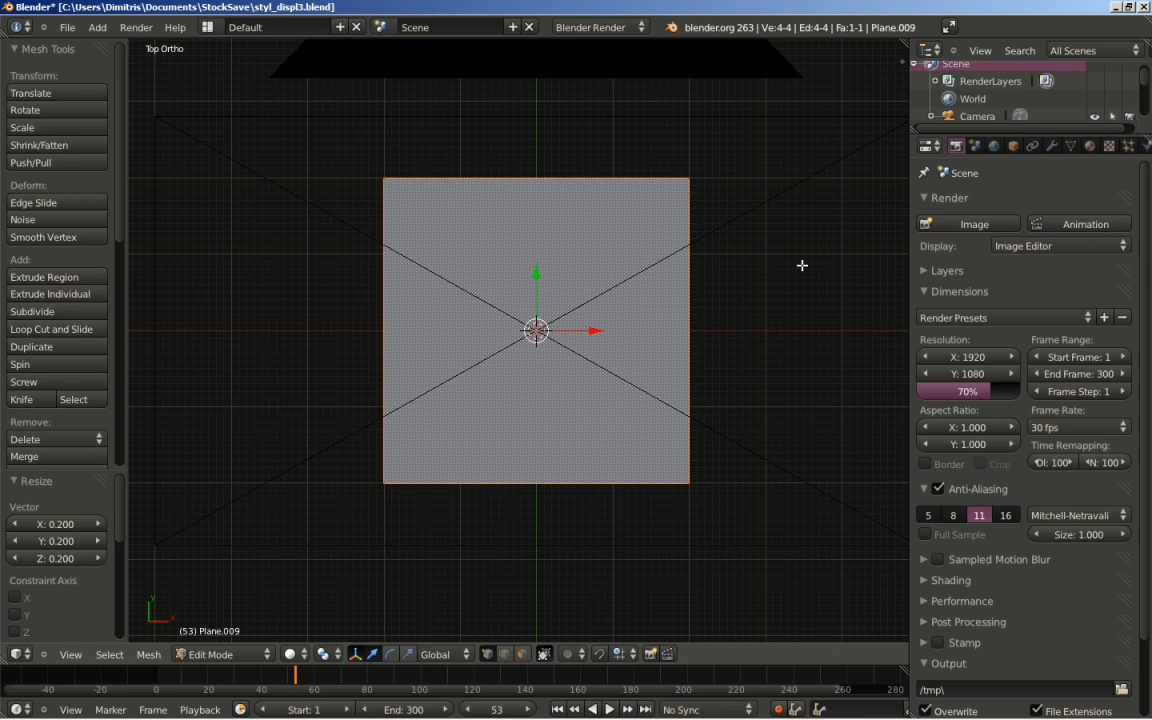 Blender* [C:\Users\Dimitris\Documents\StockSave\styl_displ3.blend]
File Add Render Help Default Scene Blender Render blender.org 263 | Ve:4-4 | Ed:4-4 | Fa:1-1 | Plane.009
Mesh Tools
Transform:
Translate
Rotate
Scale
Shrink/Fatten
Push/Pull
Deform:
Edge Slide
Noise
Smooth Vertex
Add:
Extrude Region
Extrude Individual
Subdivide
Loop Cut and Slide
Duplicate
Spin
Screw
Knife Select
Remove:
Delete
Merge
Resize
Vector
X: 0.200
Y: 0.200
Z: 0.200
Constraint Axis
X
Y
Z
Top Ortho
y
x
(53) Plane.009
View Select Mesh Edit Mode Global
-40 -20 0 20 40 60 80 100 120 140 160 180 200 220 240 260 280
View Marker Frame Playback Start: 1 End: 300 53 No Sync
View Search All Scenes
Scene
RenderLayers
World
Camera
Scene
Render
Image Animation
Display: Image Editor
Layers
Dimensions
Render Presets
Resolution: Frame Range:
X: 1920 Start Frame: 1
Y: 1080 End Frame: 300
70% Frame Step: 1
Aspect Ratio: Frame Rate:
X: 1.000 30 fps
Y: 1.000 Time Remapping:
Border Crop
Anti-Aliasing
5 8 11 16 Mitchell-Netravali
Full Sample Size: 1.000
Sampled Motion Blur
Shading
Performance
Post Processing
Stamp
Output
/tmp\
Overwrite File Extensions